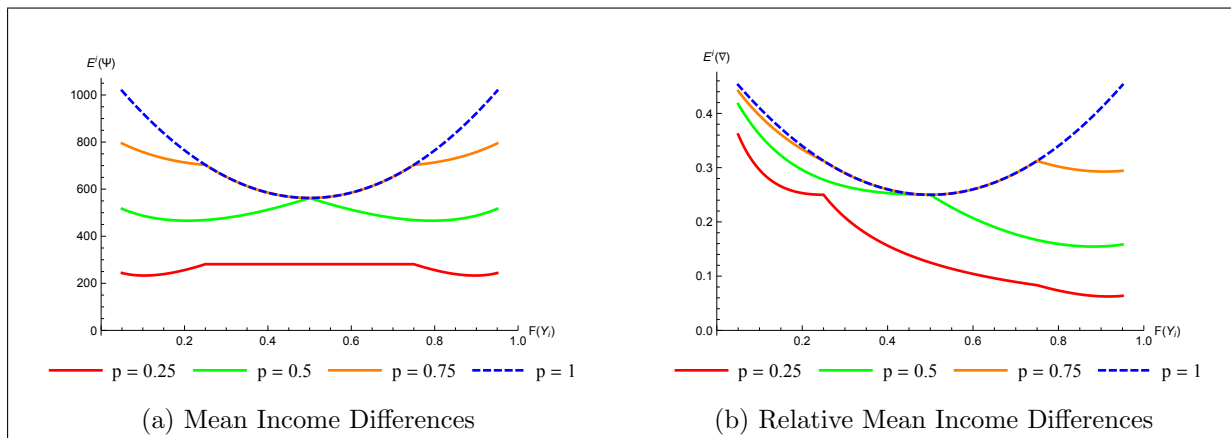 E^i(Ψ)
1000
800
600
400
200
0
0.2 0.4 0.6 0.8 1.0 F(Y_i)
p = 0.25 p = 0.5 p = 0.75 p = 1
(a) Mean Income Differences
E^i(∇)
0.4
0.3
0.2
0.1
0.0
0.2 0.4 0.6 0.8 1.0 F(Y_i)
p = 0.25 p = 0.5 p = 0.75 p = 1
(b) Relative Mean Income Differences